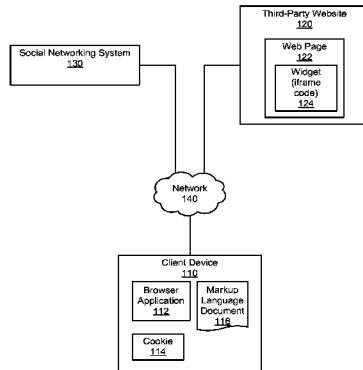 Third-Party Website
120
Social Networking System
130
Web Page
122
Widget
(iframe
code)
124
Network
140
Client Device
110
Browser
Application
112
Markup
Language
Document
116
Cookie
114